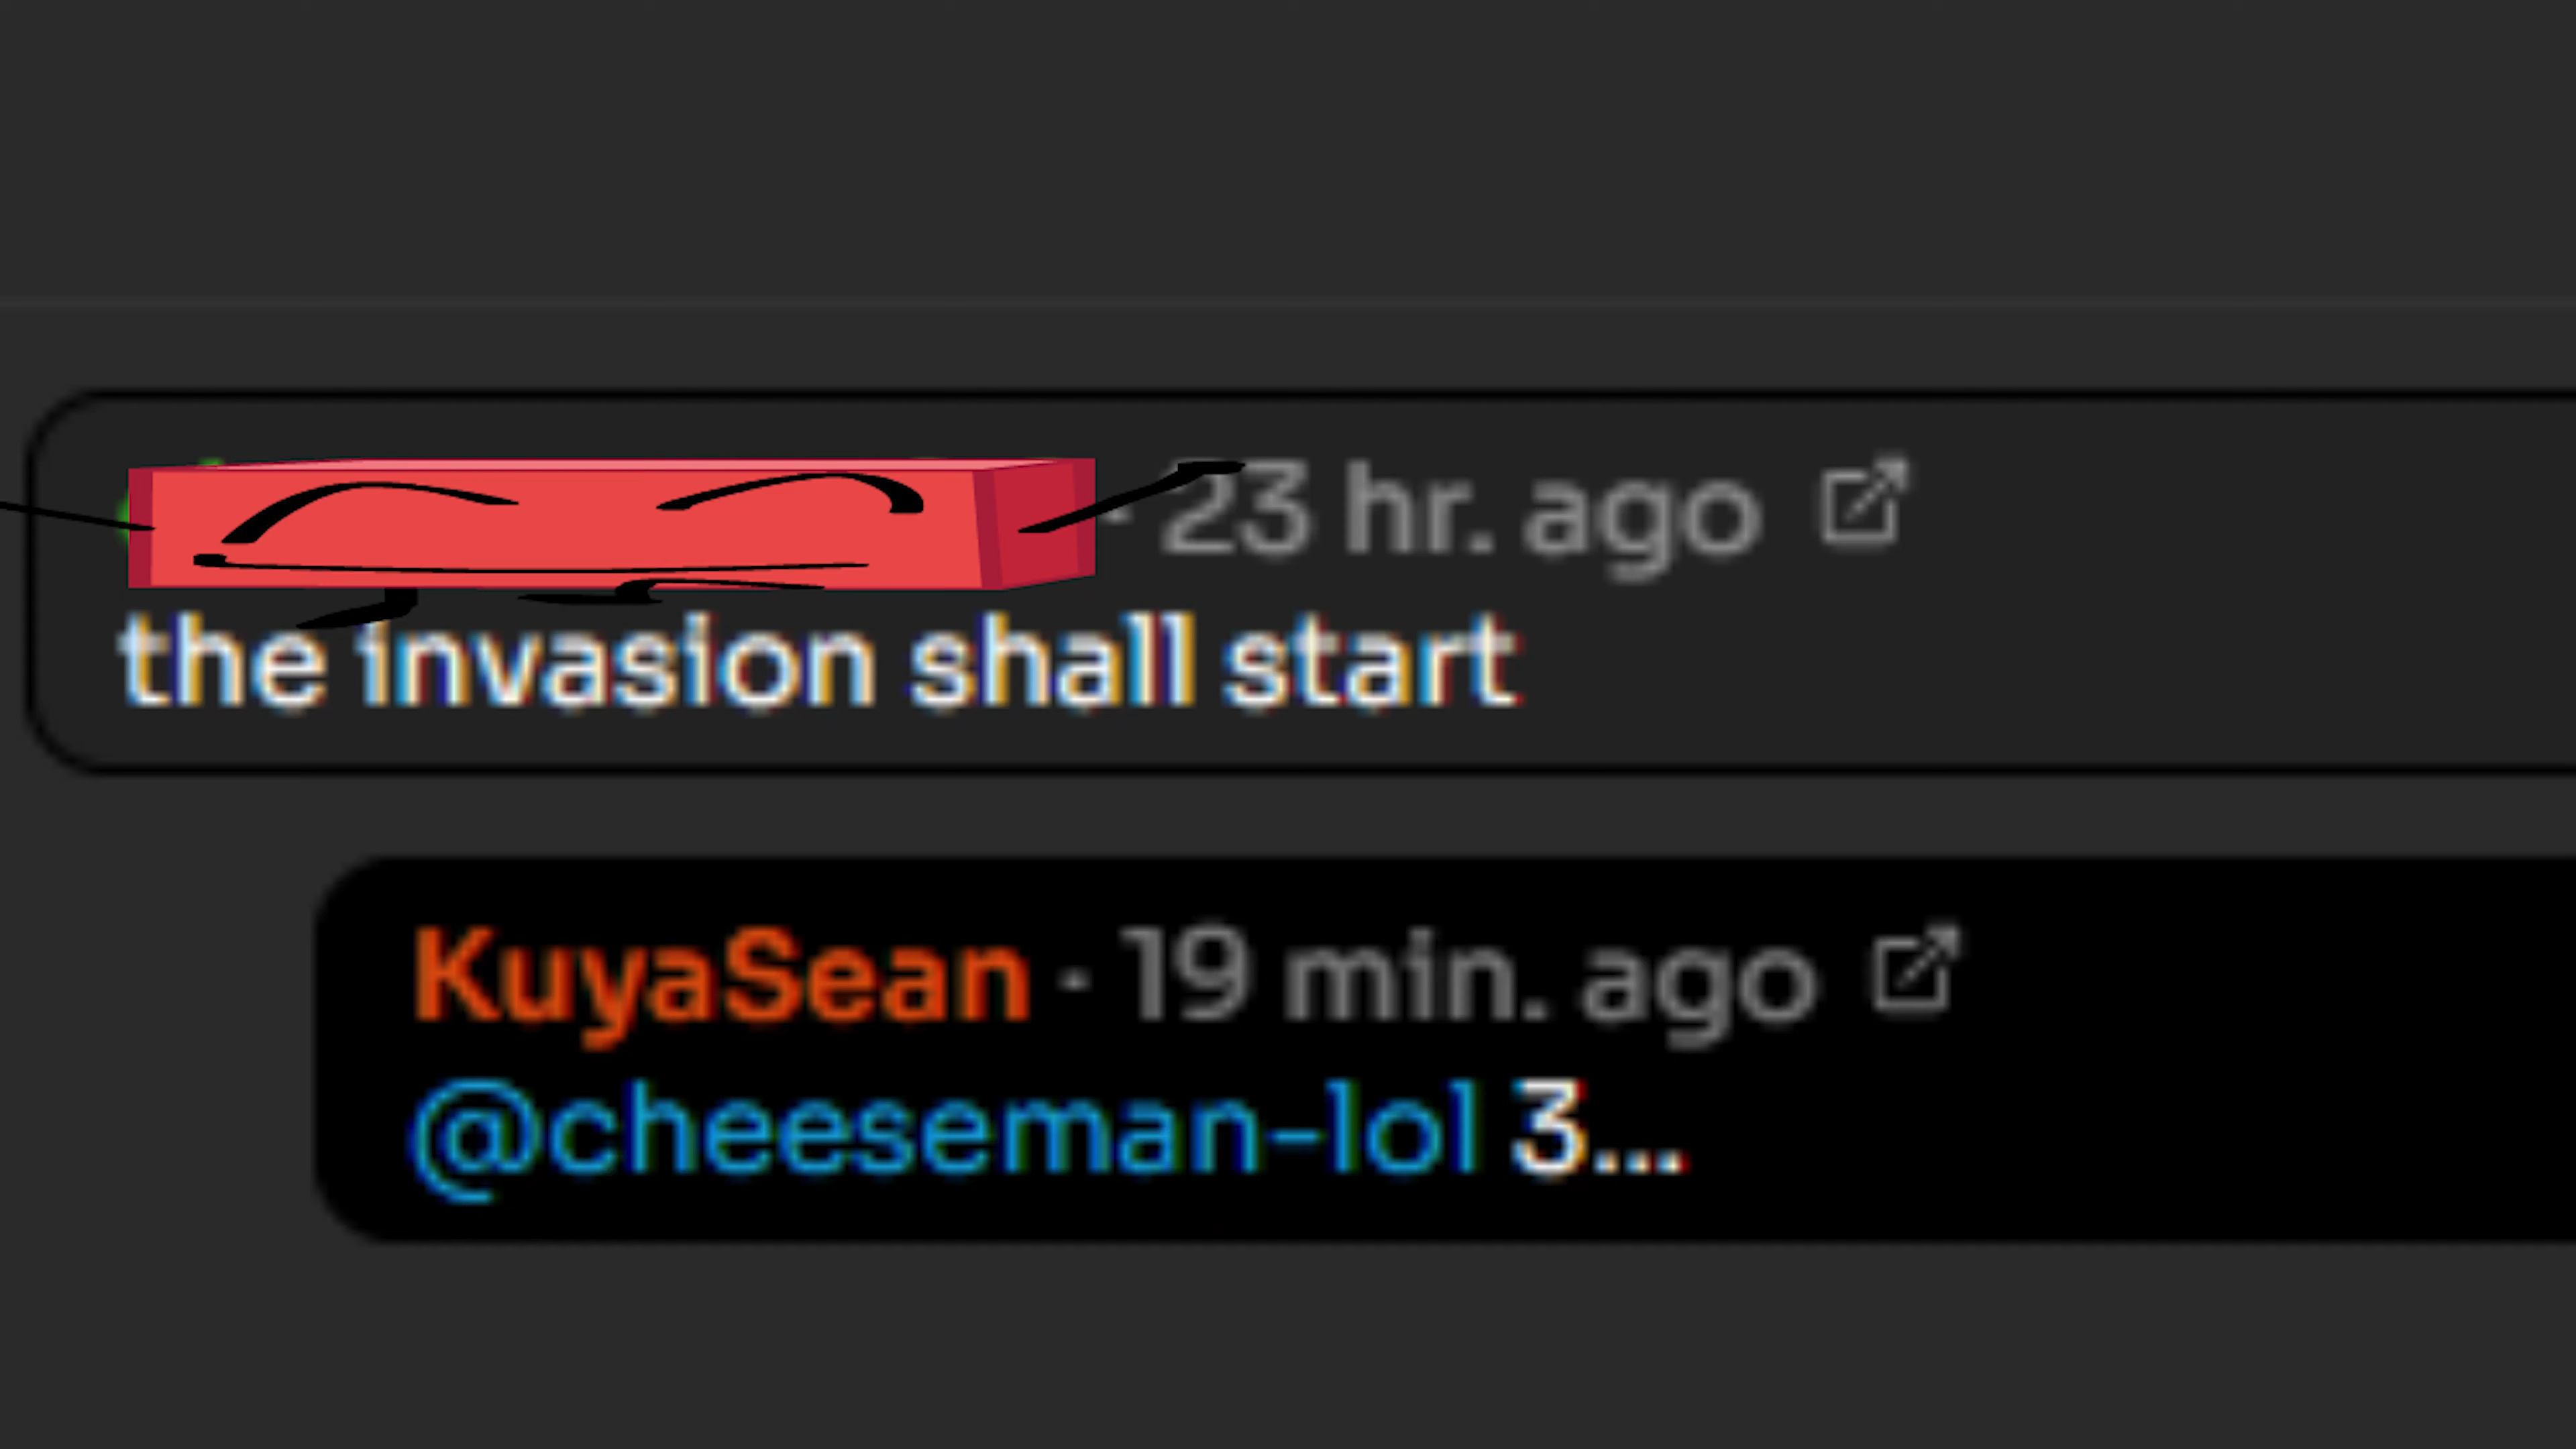 · 23 hr. ago
the invasion shall start
KuyaSean · 19 min. ago
@cheeseman-lol 3...